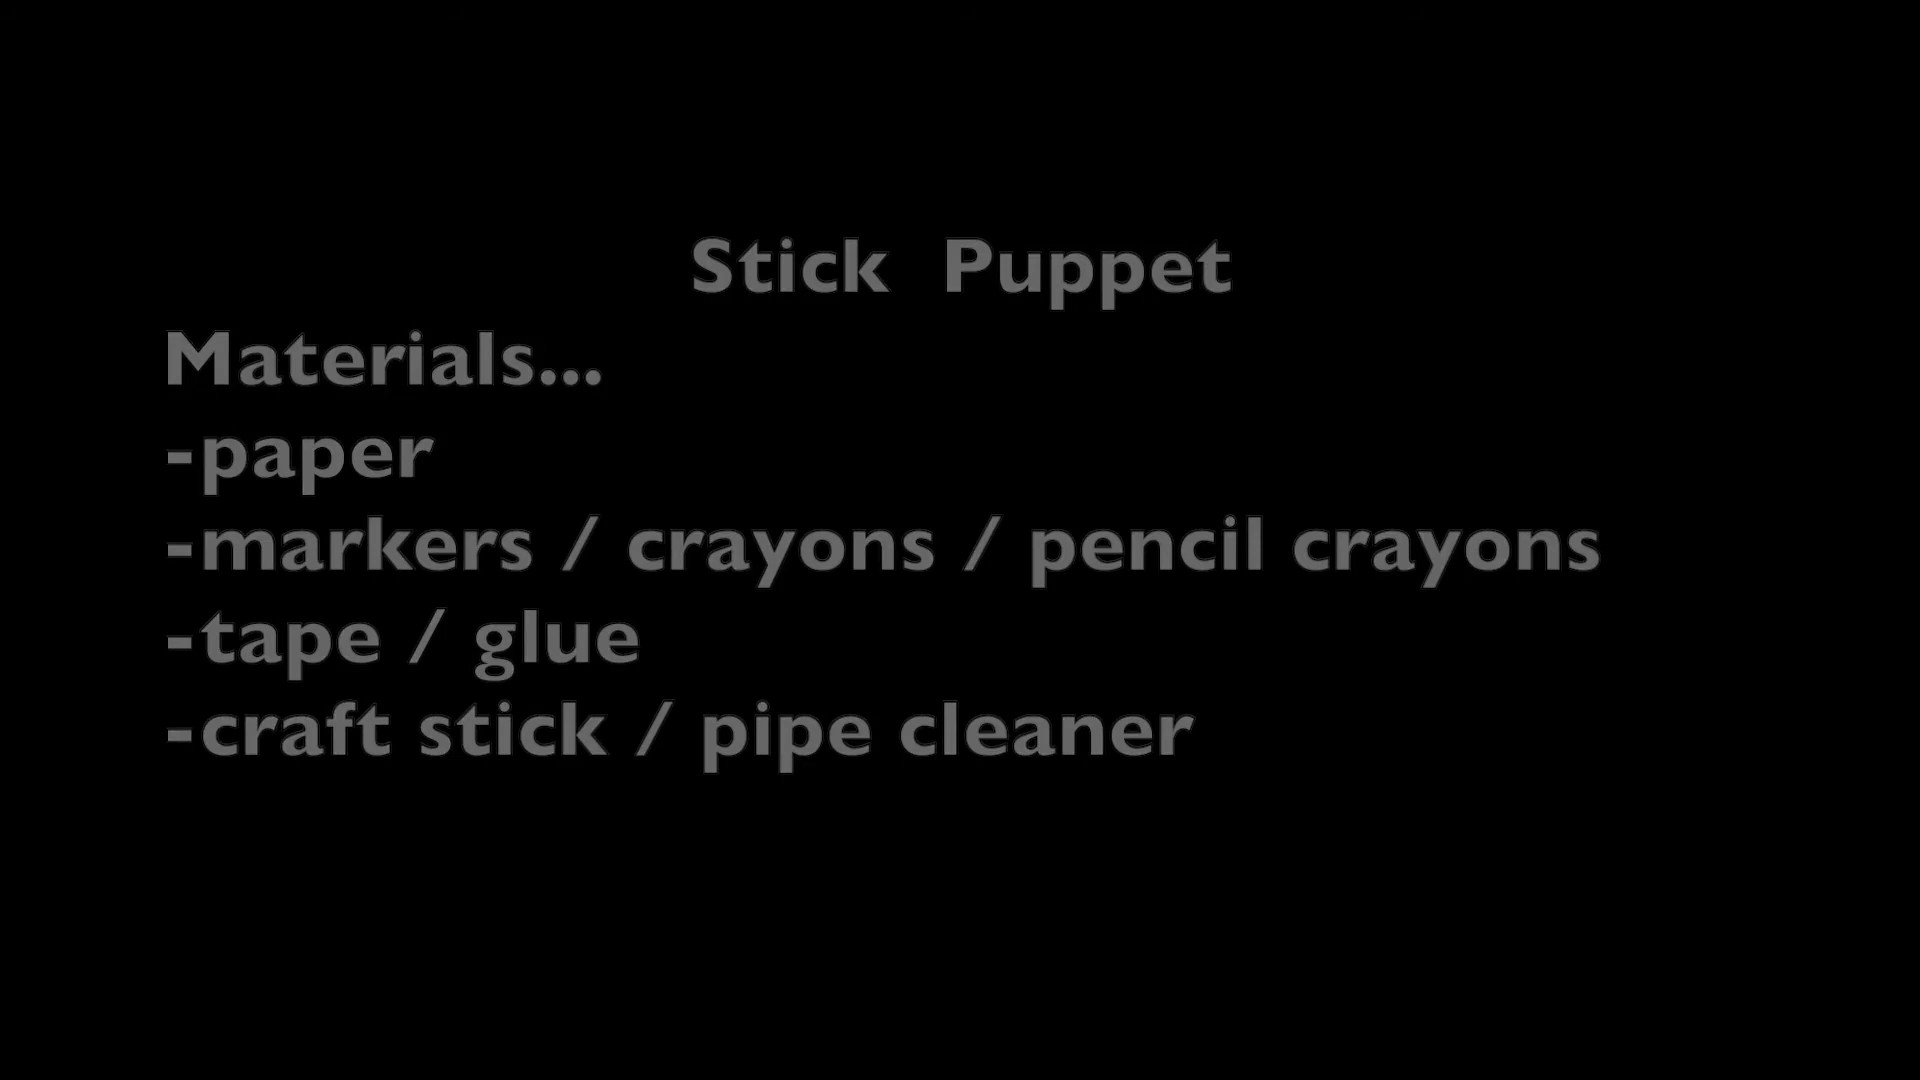 Stick Puppet
Materials...
-paper
-markers / crayons / pencil crayons
-tape / glue
-craft stick / pipe cleaner